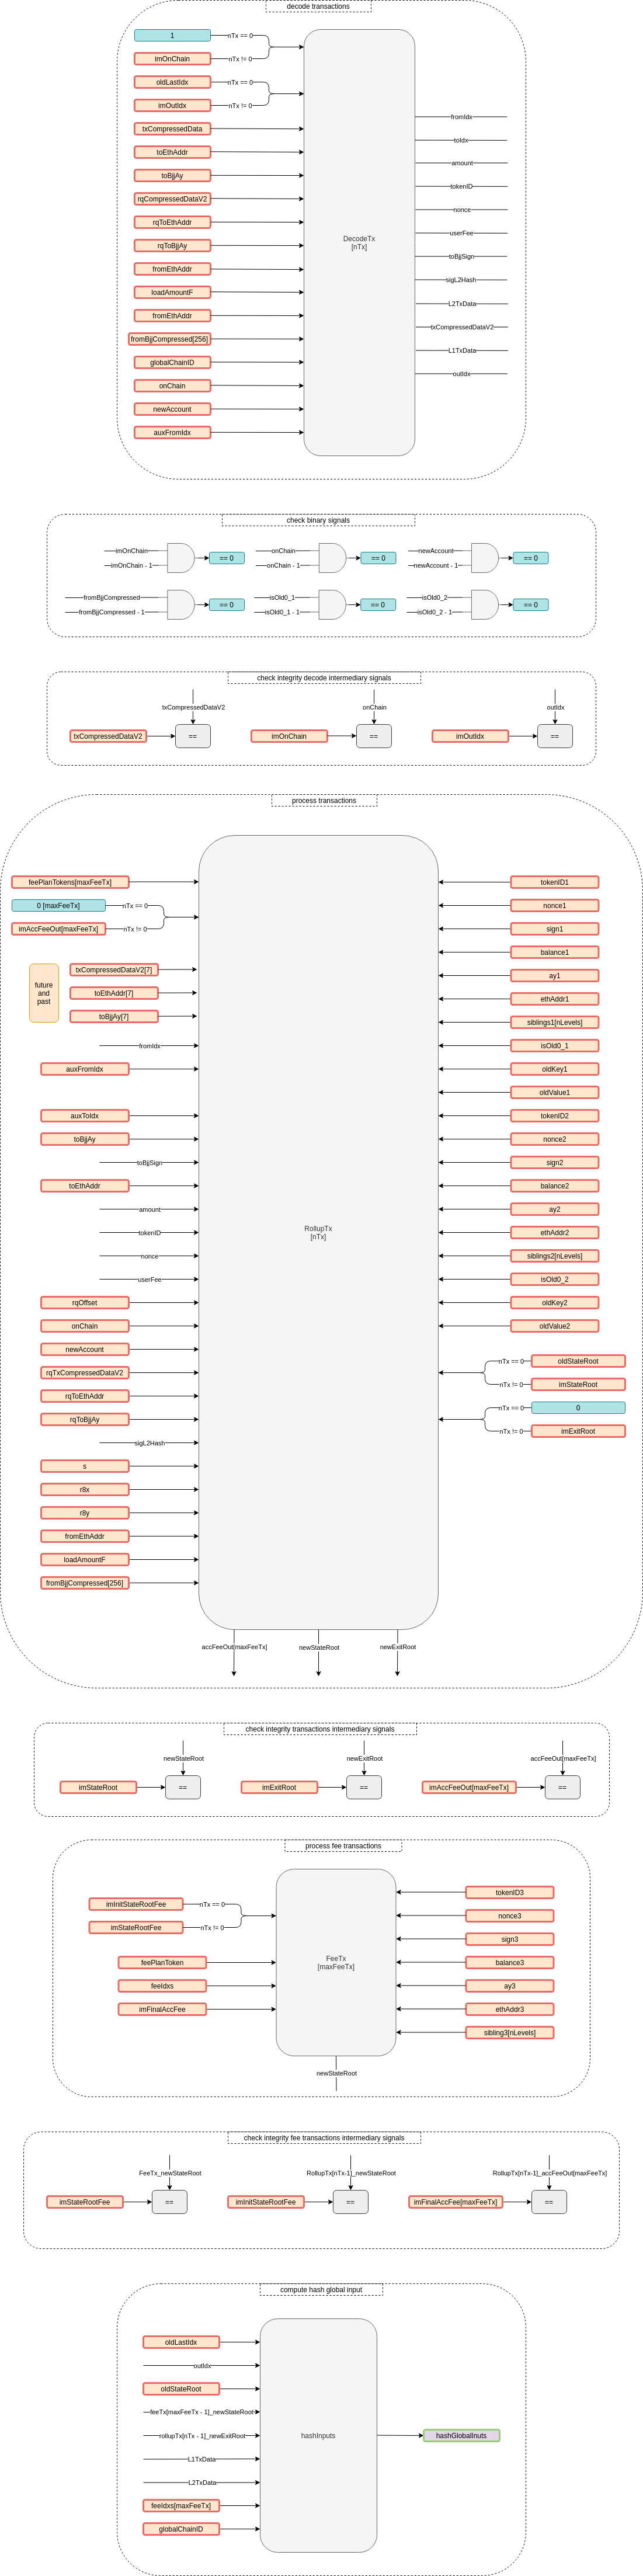 decode transactions
1
nTx == 0
imOnChain
nTx != 0
oldLastIdx
nTx == 0
imOutIdx
nTx != 0
txCompressedData
toEthAddr
toBjjAy
rqCompressedDataV2
rqToEthAddr
rqToBjjAy
fromEthAddr
loadAmountF
fromEthAddr
fromBjjCompressed[256]
globalChainID
onChain
newAccount
auxFromIdx
DecodeTx
[nTx]
fromIdx
toIdx
amount
tokenID
nonce
userFee
toBjjSign
sigL2Hash
L2TxData
txCompressedDataV2
L1TxData
outIdx
check binary signals
imOnChain
imOnChain - 1
== 0
onChain
onChain - 1
== 0
newAccount
newAccount - 1
== 0
fromBjjCompressed
fromBjjCompressed - 1
== 0
isOld0_1
isOld0_1 - 1
== 0
isOld0_2
isOld0_2 - 1
== 0
check integrity decode intermediary signals
txCompressedDataV2
txCompressedDataV2
==
onChain
imOnChain
==
outIdx
imOutIdx
==
process transactions
feePlanTokens[maxFeeTx]
0 [maxFeeTx]
nTx == 0
imAccFeeOut[maxFeeTx]
nTx != 0
future
and
past
txCompressedDataV2[7]
toEthAddr[7]
toBjjAy[7]
fromIdx
auxFromIdx
auxToIdx
toBjjAy
toBjjSign
toEthAddr
amount
tokenID
nonce
userFee
rqOffset
onChain
newAccount
rqTxCompressedDataV2
rqToEthAddr
rqToBjjAy
sigL2Hash
s
r8x
r8y
fromEthAddr
loadAmountF
fromBjjCompressed[256]
RollupTx
[nTx]
tokenID1
nonce1
sign1
balance1
ay1
ethAddr1
siblings1[nLevels]
isOld0_1
oldKey1
oldValue1
tokenID2
nonce2
sign2
balance2
ay2
ethAddr2
siblings2[nLevels]
isOld0_2
oldKey2
oldValue2
nTx == 0
oldStateRoot
nTx != 0
imStateRoot
nTx == 0
0
nTx != 0
imExitRoot
accFeeOut[maxFeeTx]
newStateRoot
newExitRoot
check integrity transactions intermediary signals
newStateRoot
imStateRoot
==
newExitRoot
imExitRoot
==
accFeeOut[maxFeeTx]
imAccFeeOut[maxFeeTx]
==
process fee transactions
imInitStateRootFee
nTx == 0
imStateRootFee
nTx != 0
feePlanToken
feeIdxs
imFinalAccFee
FeeTx
[maxFeeTx]
tokenID3
nonce3
sign3
balance3
ay3
ethAddr3
sibling3[nLevels]
newStateRoot
check integrity fee transactions intermediary signals
FeeTx_newStateRoot
imStateRootFee
==
RollupTx[nTx-1]_newStateRoot
imInitStateRootFee
==
RollupTx[nTx-1]_accFeeOut[maxFeeTx]
imFinalAccFee[maxFeeTx]
==
compute hash global input
oldLastIdx
outIdx
oldStateRoot
feeTx[maxFeeTx - 1]_newStateRoot
rollupTx[nTx - 1]_newExitRoot
L1TxData
L2TxData
feeIdxs[maxFeeTx]
globalChainID
hashInputs
hashGlobalInuts